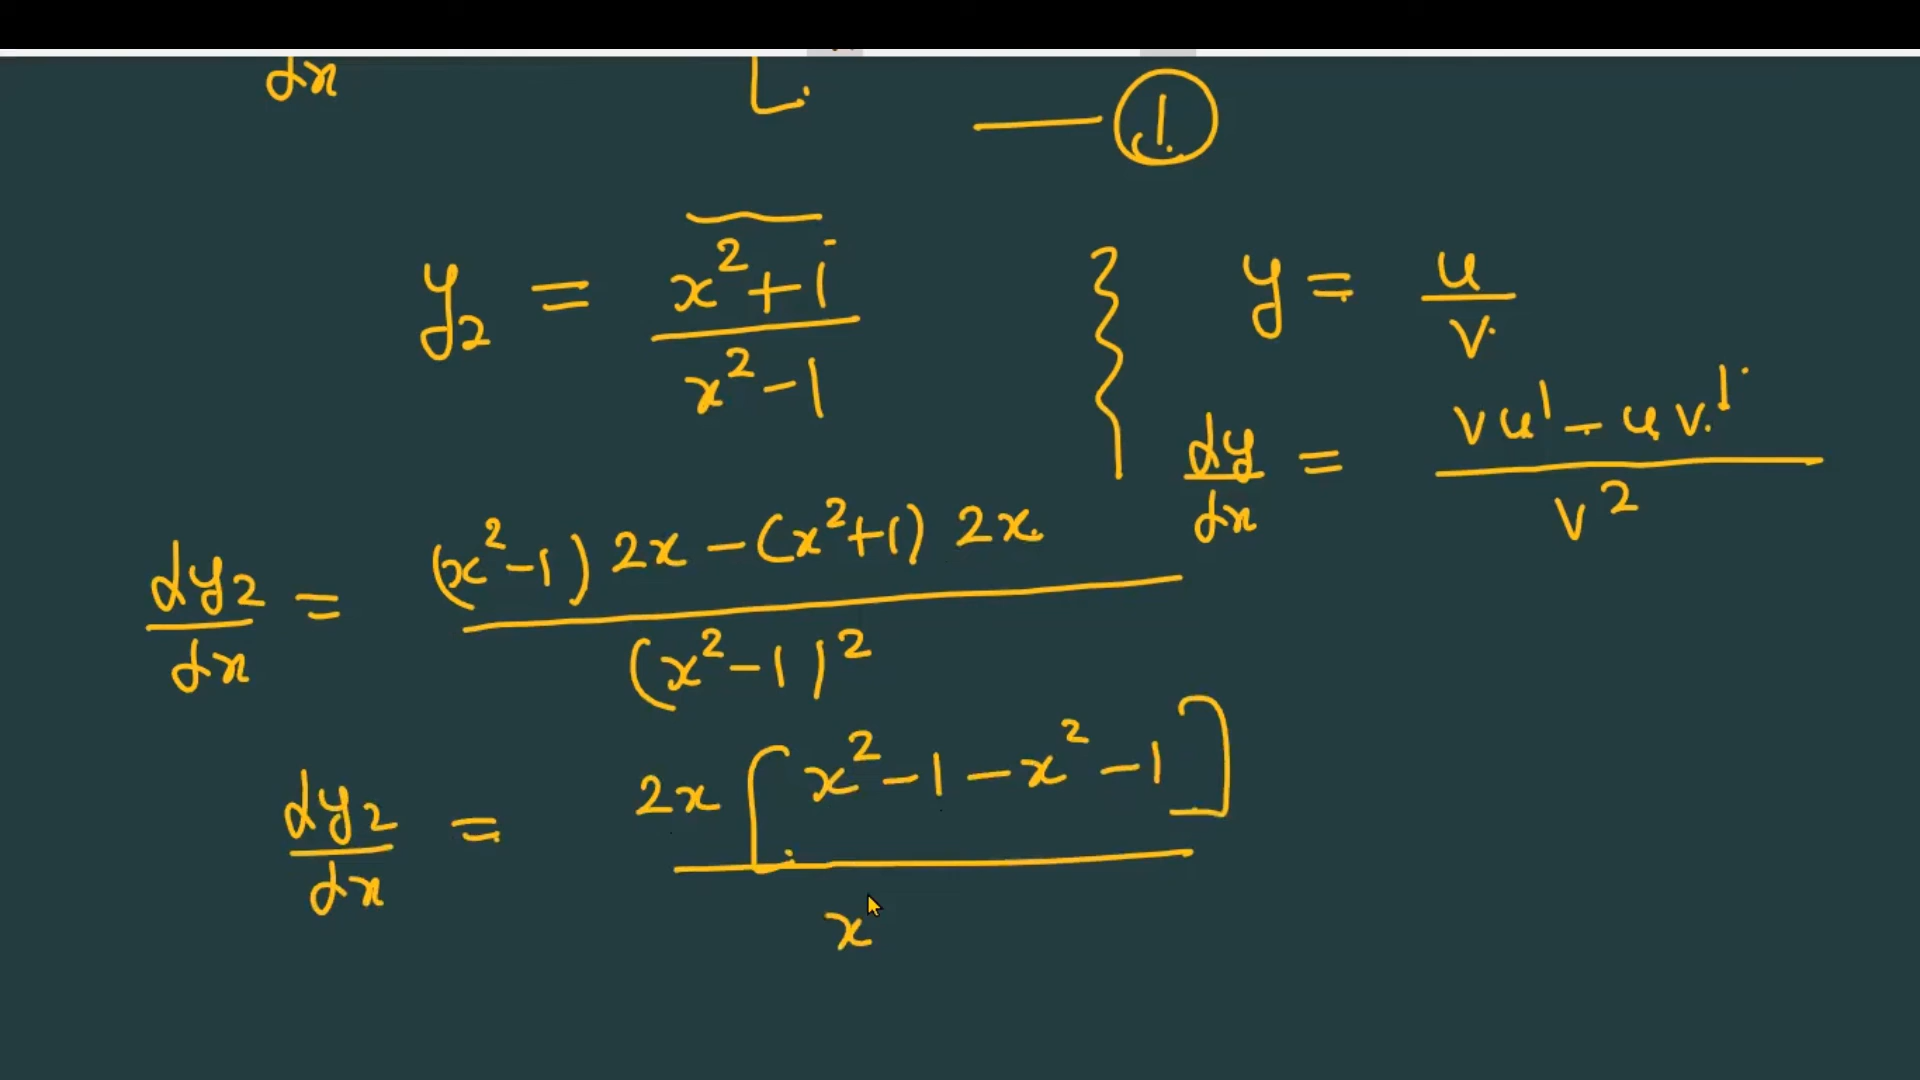 dx
①
y₂ = (x²+1)/(x²-1) } y = u/v
dy/dx = (vu' - uv')/v²
dy₂/dx = ((x²-1) 2x - (x²+1) 2x)/(x²-1)²
dy₂/dx = 2x [x²-1-x²-1]/x